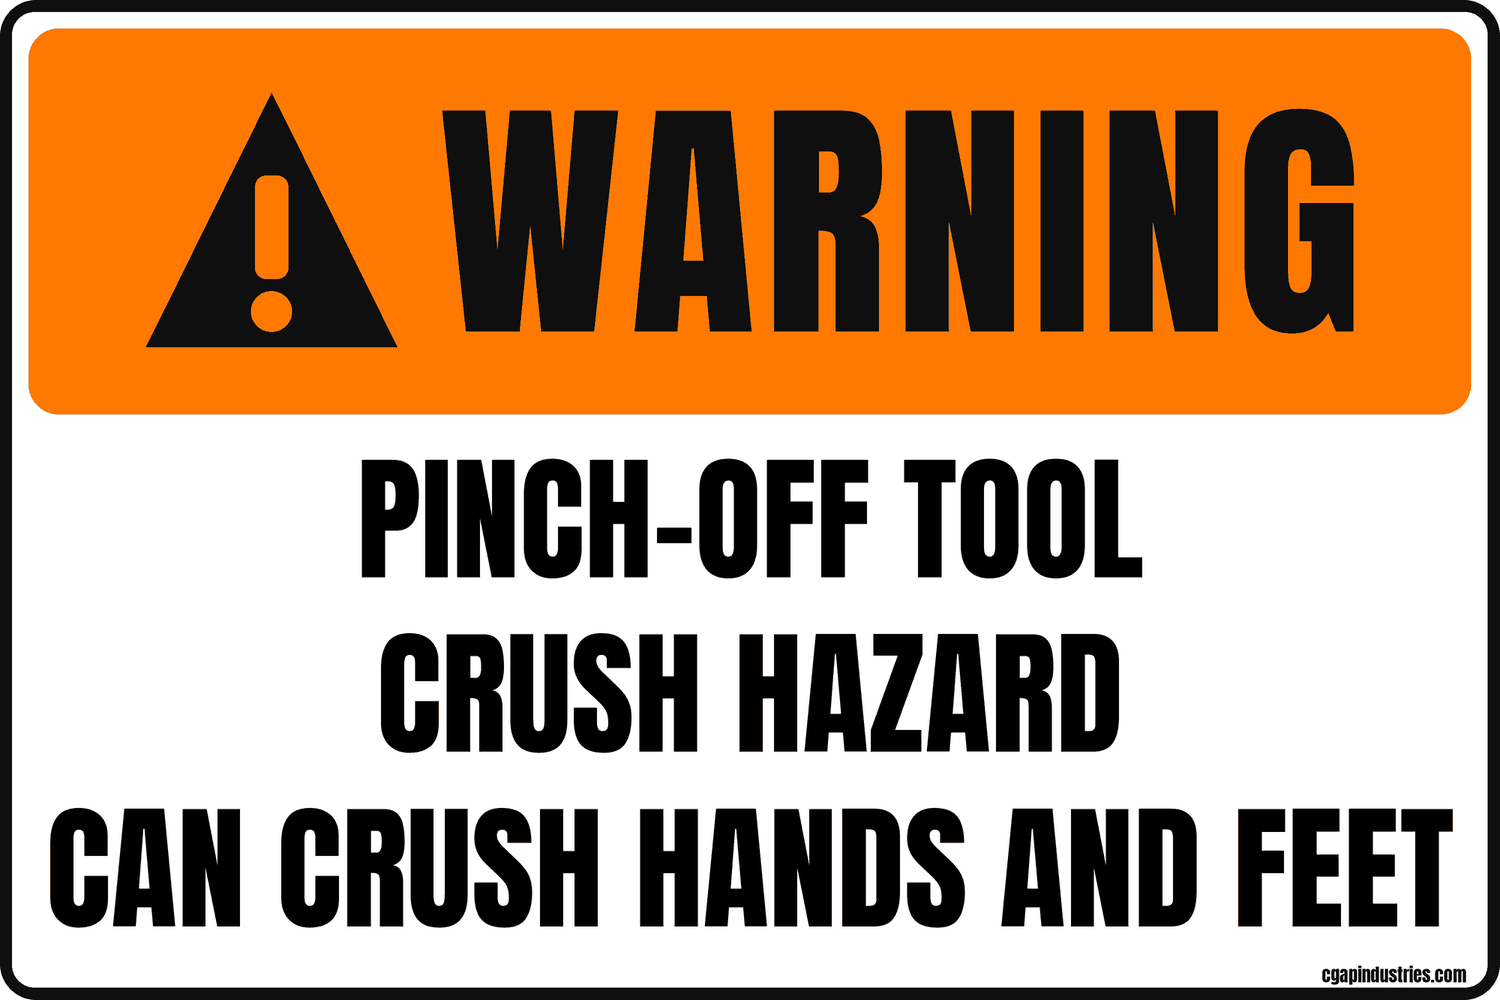 WARNING
PINCH-OFF TOOL
CRUSH HAZARD
CAN CRUSH HANDS AND FEET
cgapindustries.com